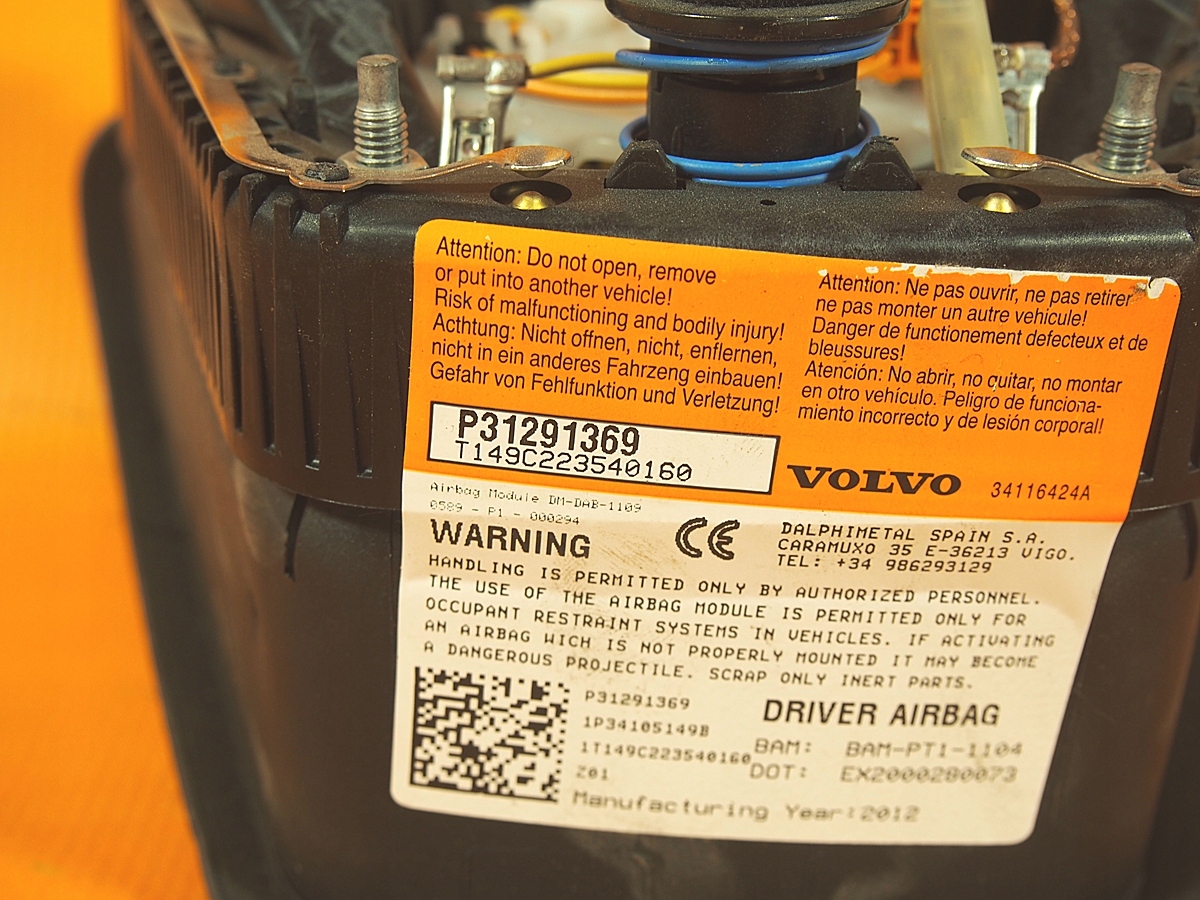 Attention: Do not open, remove
or put into another vehicle!
Risk of malfunctioning and bodily injury!
Acthtung: Nicht offnen, nicht, enflernen,
nicht in ein anderes Fahrzeng einbauen!
Gefahr von Fehlfunktion und Verletzung!
Attention: Ne pas ouvrir, ne pas retirer
ne pas monter un autre vehicule!
Danger de functionement defecteux et de
bleussures!
Atención: No abrir, no quitar, no montar
en otro vehículo. Peligro de funciona-
miento incorrecto y de lesión corporal!
P31291369
T149C223540160
VOLVO
34116424A
Airbag Module DM-DAB-1109
0589 - P1 - 000294
WARNING
CE
DALPHIMETAL SPAIN S.A.
CARAMUXO 35 E-36213 VIGO.
TEL: +34 986293129
HANDLING IS PERMITTED ONLY BY AUTHORIZED PERSONNEL.
THE USE OF THE AIRBAG MODULE IS PERMITTED ONLY FOR
OCCUPANT RESTRAINT SYSTEMS IN VEHICLES. IF ACTIVATING
AN AIRBAG WICH IS NOT PROPERLY MOUNTED IT MAY BECOME
A DANGEROUS PROJECTILE. SCRAP ONLY INERT PARTS.
P31291369
1P34105149B
1T149C223540160
Z01
DRIVER AIRBAG
BAM: BAM-PT1-1104
DOT: EX2000280073
Manufacturing Year:2012